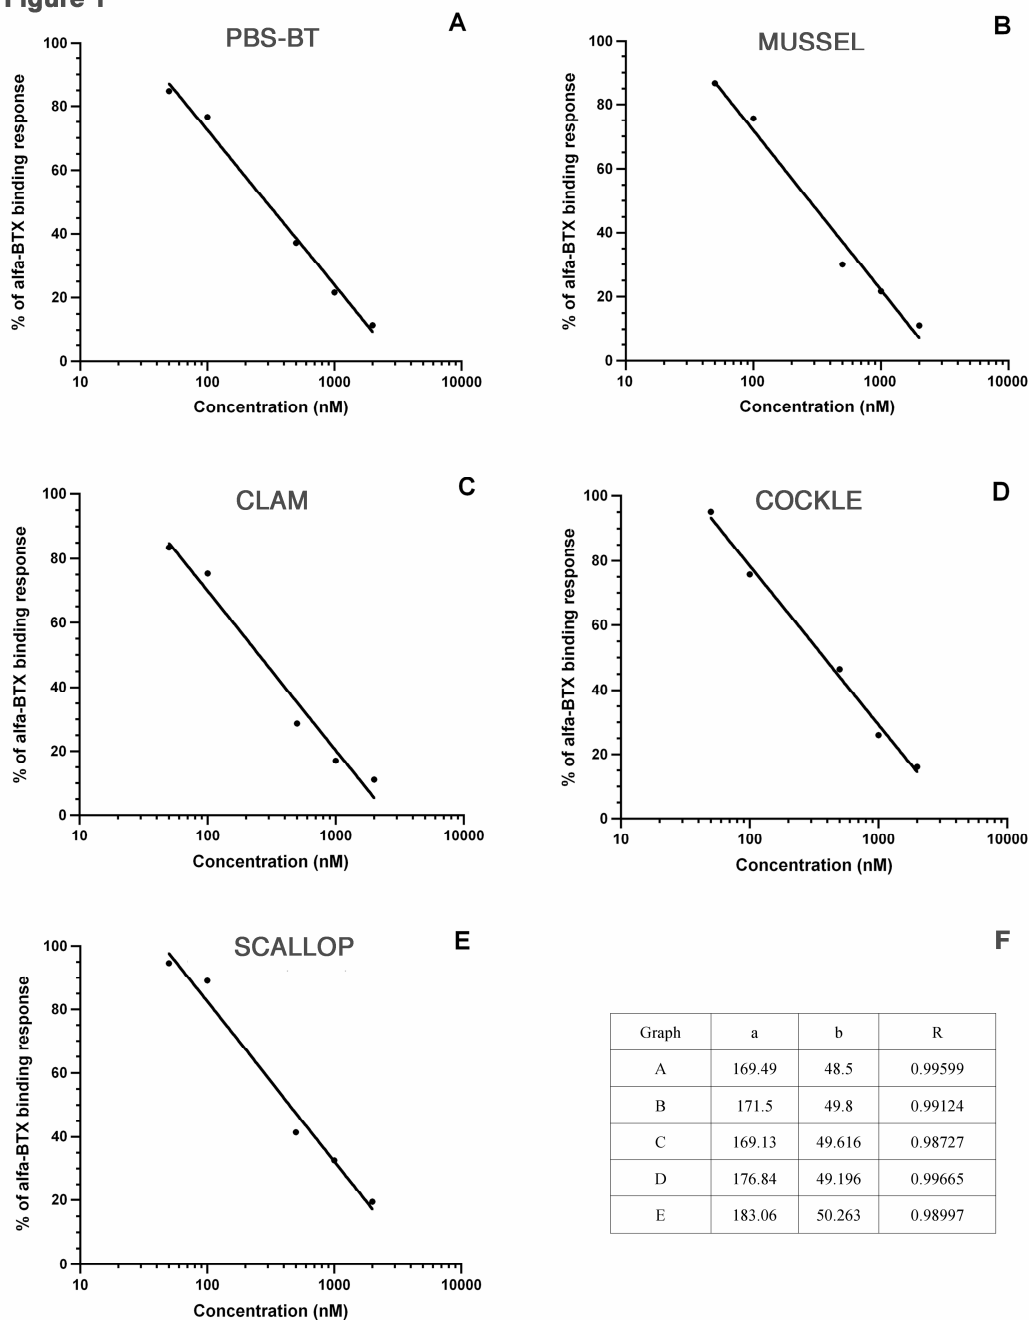 Figure 1
A
PBS-BT
% of alfa-BTX binding response
100
80
60
40
20
0
10
100
1000
10000
Concentration (nM)
B
MUSSEL
% of alfa-BTX binding response
100
80
60
40
20
0
10
100
1000
10000
Concentration (nM)
C
CLAM
% of alfa-BTX binding response
100
80
60
40
20
0
10
100
1000
10000
Concentration (nM)
D
COCKLE
% of alfa-BTX binding response
100
80
60
40
20
0
10
100
1000
10000
Concentration (nM)
E
SCALLOP
% of alfa-BTX binding response
100
80
60
40
20
0
10
100
1000
10000
Concentration (nM)
F
Graph a b R
A 169.49 48.5 0.99599
B 171.5 49.8 0.99124
C 169.13 49.616 0.98727
D 176.84 49.196 0.99665
E 183.06 50.263 0.98997